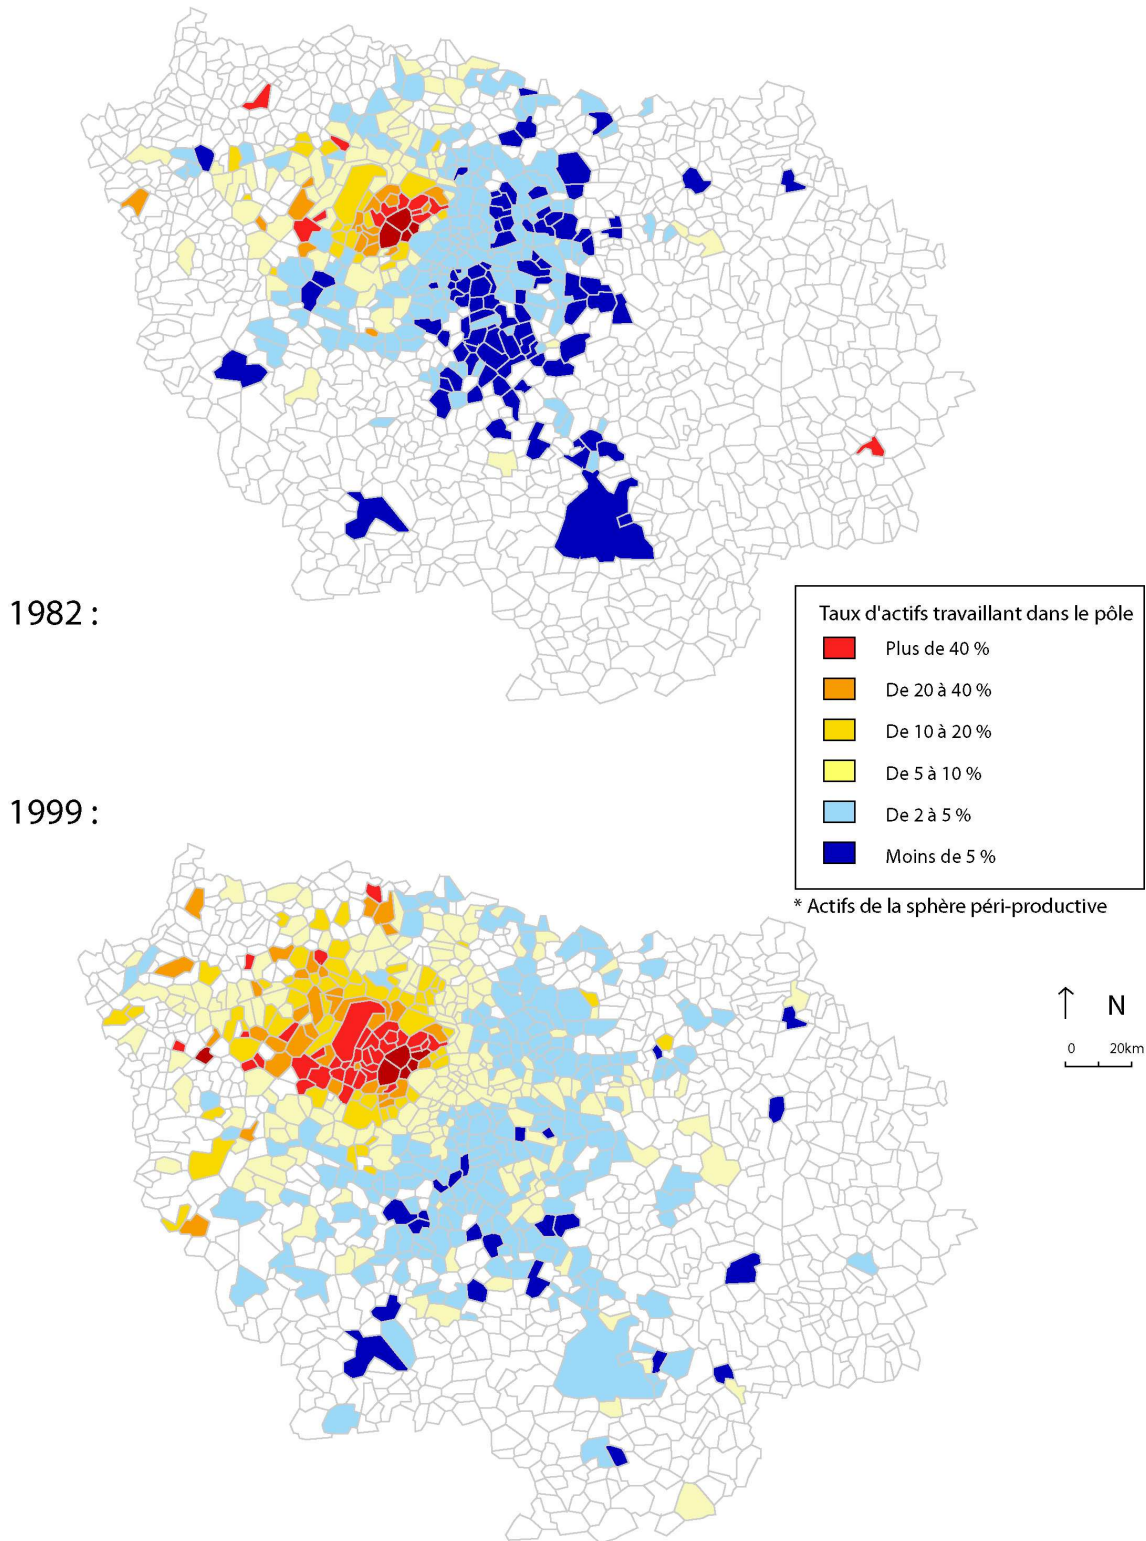 1982 :
Taux d'actifs travaillant dans le pôle
Plus de 40 %
De 20 à 40 %
De 10 à 20 %
De 5 à 10 %
De 2 à 5 %
Moins de 5 %
1999 :
* Actifs de la sphère péri-productive
N
0 20km